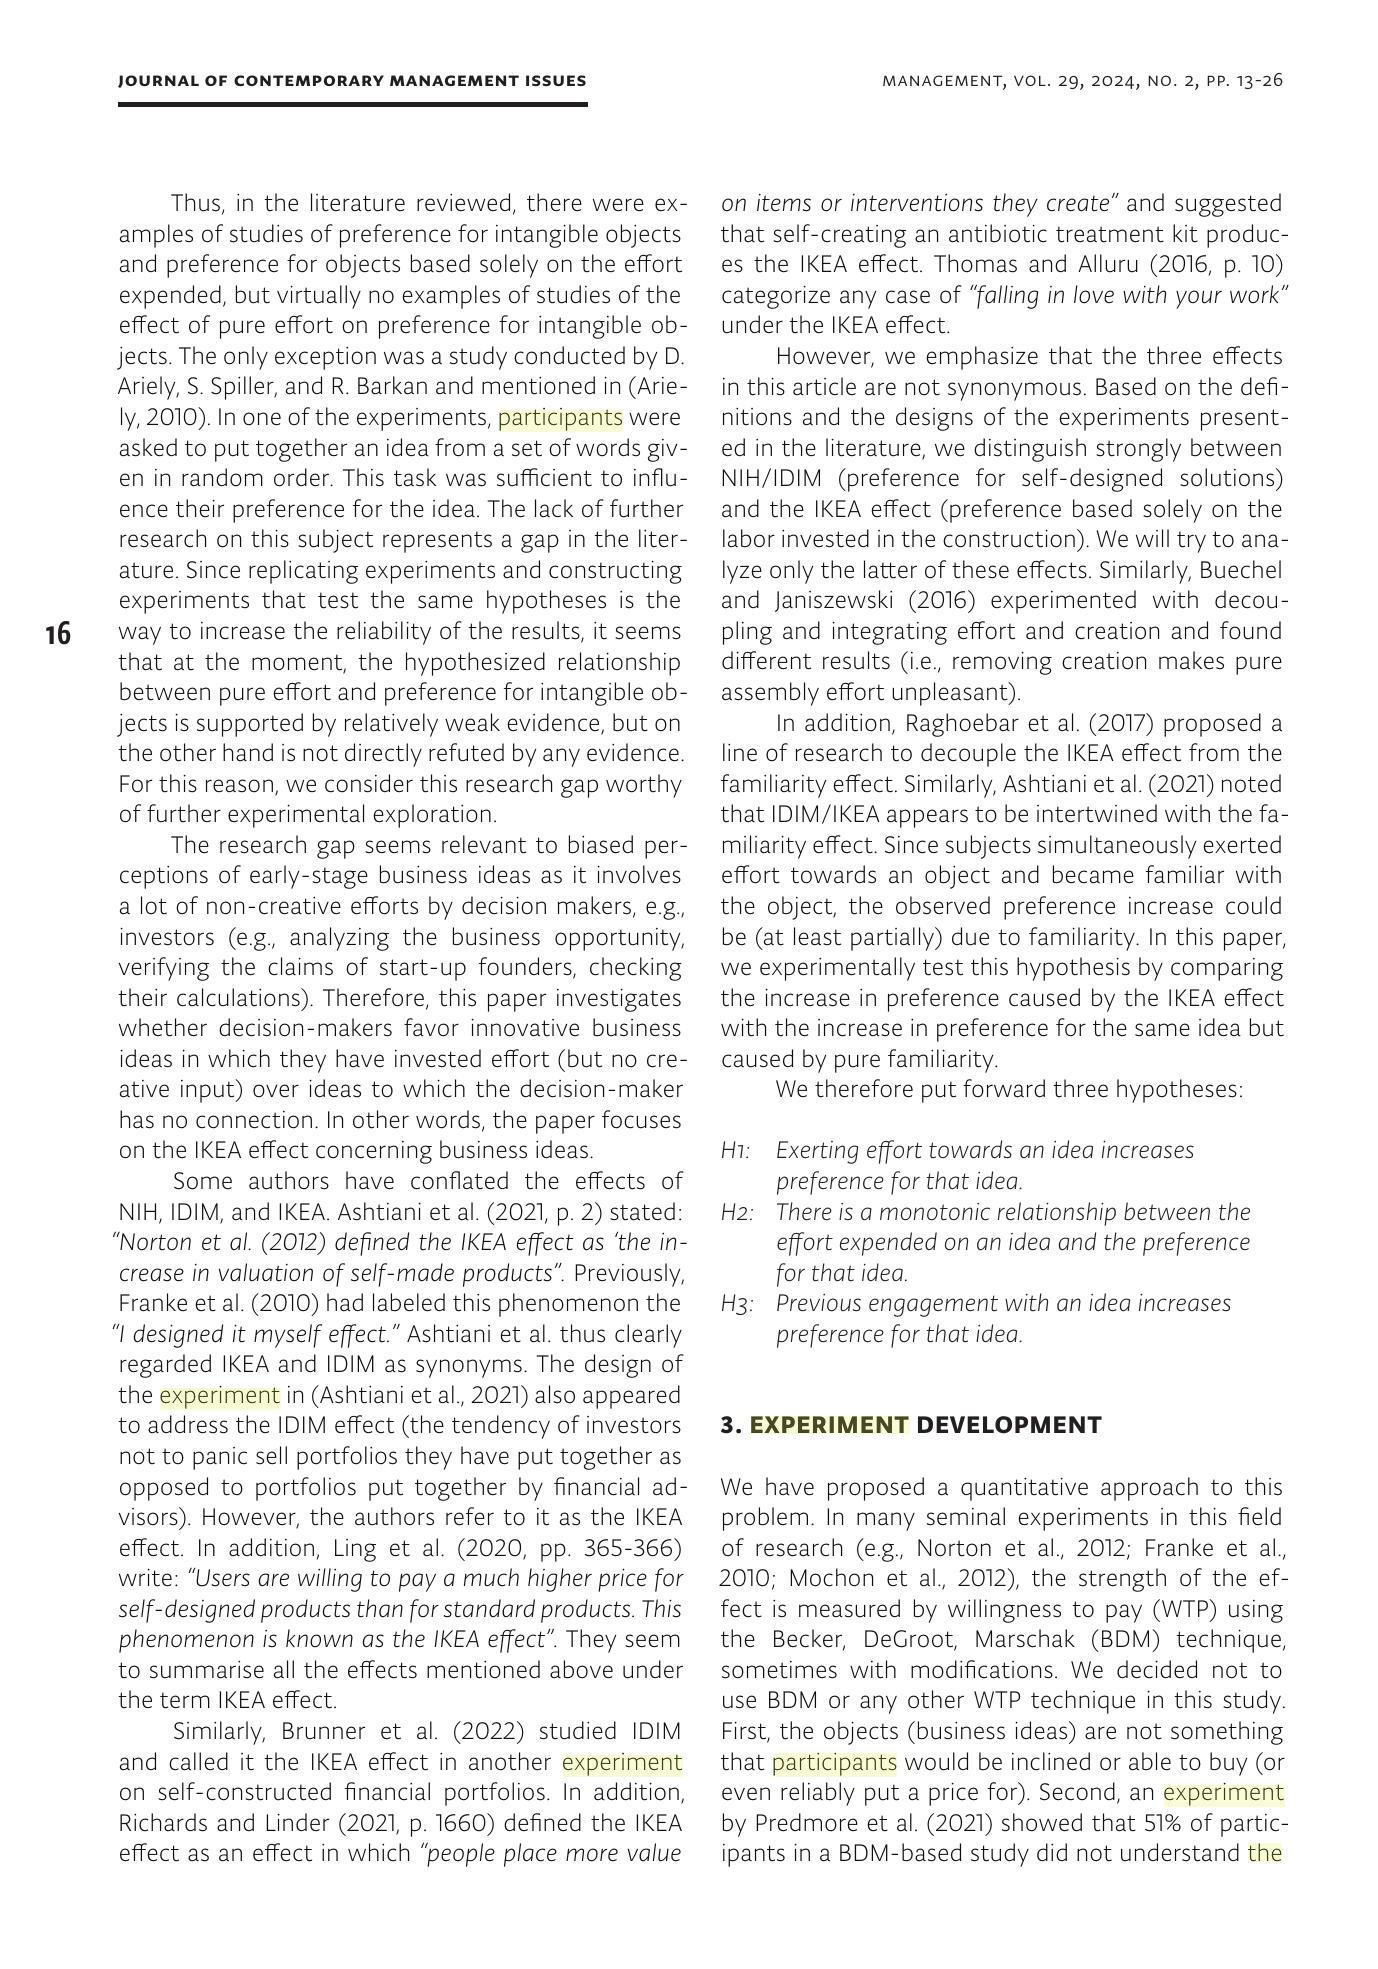 JOURNAL OF CONTEMPORARY MANAGEMENT ISSUES
MANAGEMENT, VOL. 29, 2024, NO. 2, PP. 13-26
Thus, in the literature reviewed, there were ex-
amples of studies of preference for intangible objects
and preference for objects based solely on the effort
expended, but virtually no examples of studies of the
effect of pure effort on preference for intangible ob-
jects. The only exception was a study conducted by D.
Ariely, S. Spiller, and R. Barkan and mentioned in (Arie-
ly, 2010). In one of the experiments, participants were
asked to put together an idea from a set of words giv-
en in random order. This task was sufficient to influ-
ence their preference for the idea. The lack of further
research on this subject represents a gap in the liter-
ature. Since replicating experiments and constructing
experiments that test the same hypotheses is the
way to increase the reliability of the results, it seems
that at the moment, the hypothesized relationship
between pure effort and preference for intangible ob-
jects is supported by relatively weak evidence, but on
the other hand is not directly refuted by any evidence.
For this reason, we consider this research gap worthy
of further experimental exploration.
The research gap seems relevant to biased per-
ceptions of early-stage business ideas as it involves
a lot of non-creative efforts by decision makers, e.g.,
investors (e.g., analyzing the business opportunity,
verifying the claims of start-up founders, checking
their calculations). Therefore, this paper investigates
whether decision-makers favor innovative business
ideas in which they have invested effort (but no cre-
ative input) over ideas to which the decision-maker
has no connection. In other words, the paper focuses
on the IKEA effect concerning business ideas.
Some authors have conflated the effects of
NIH, IDIM, and IKEA. Ashtiani et al. (2021, p. 2) stated:
“Norton et al. (2012) defined the IKEA effect as ‘the in-
crease in valuation of self-made products”. Previously,
Franke et al. (2010) had labeled this phenomenon the
“I designed it myself effect.” Ashtiani et al. thus clearly
regarded IKEA and IDIM as synonyms. The design of
the experiment in (Ashtiani et al., 2021) also appeared
to address the IDIM effect (the tendency of investors
not to panic sell portfolios they have put together as
opposed to portfolios put together by financial ad-
visors). However, the authors refer to it as the IKEA
effect. In addition, Ling et al. (2020, pp. 365-366)
write: “Users are willing to pay a much higher price for
self-designed products than for standard products. This
phenomenon is known as the IKEA effect”. They seem
to summarise all the effects mentioned above under
the term IKEA effect.
Similarly, Brunner et al. (2022) studied IDIM
and called it the IKEA effect in another experiment
on self-constructed financial portfolios. In addition,
Richards and Linder (2021, p. 1660) defined the IKEA
effect as an effect in which “people place more value
16
on items or interventions they create” and suggested
that self-creating an antibiotic treatment kit produc-
es the IKEA effect. Thomas and Alluru (2016, p. 10)
categorize any case of “falling in love with your work”
under the IKEA effect.
However, we emphasize that the three effects
in this article are not synonymous. Based on the defi-
nitions and the designs of the experiments present-
ed in the literature, we distinguish strongly between
NIH/IDIM (preference for self-designed solutions)
and the IKEA effect (preference based solely on the
labor invested in the construction). We will try to ana-
lyze only the latter of these effects. Similarly, Buechel
and Janiszewski (2016) experimented with decou-
pling and integrating effort and creation and found
different results (i.e., removing creation makes pure
assembly effort unpleasant).
In addition, Raghoebar et al. (2017) proposed a
line of research to decouple the IKEA effect from the
familiarity effect. Similarly, Ashtiani et al. (2021) noted
that IDIM/IKEA appears to be intertwined with the fa-
miliarity effect. Since subjects simultaneously exerted
effort towards an object and became familiar with
the object, the observed preference increase could
be (at least partially) due to familiarity. In this paper,
we experimentally test this hypothesis by comparing
the increase in preference caused by the IKEA effect
with the increase in preference for the same idea but
caused by pure familiarity.
We therefore put forward three hypotheses:
H1: Exerting effort towards an idea increases
preference for that idea.
H2: There is a monotonic relationship between the
effort expended on an idea and the preference
for that idea.
H3: Previous engagement with an idea increases
preference for that idea.
3. EXPERIMENT DEVELOPMENT
We have proposed a quantitative approach to this
problem. In many seminal experiments in this field
of research (e.g., Norton et al., 2012; Franke et al.,
2010; Mochon et al., 2012), the strength of the ef-
fect is measured by willingness to pay (WTP) using
the Becker, DeGroot, Marschak (BDM) technique,
sometimes with modifications. We decided not to
use BDM or any other WTP technique in this study.
First, the objects (business ideas) are not something
that participants would be inclined or able to buy (or
even reliably put a price for). Second, an experiment
by Predmore et al. (2021) showed that 51% of partic-
ipants in a BDM-based study did not understand the